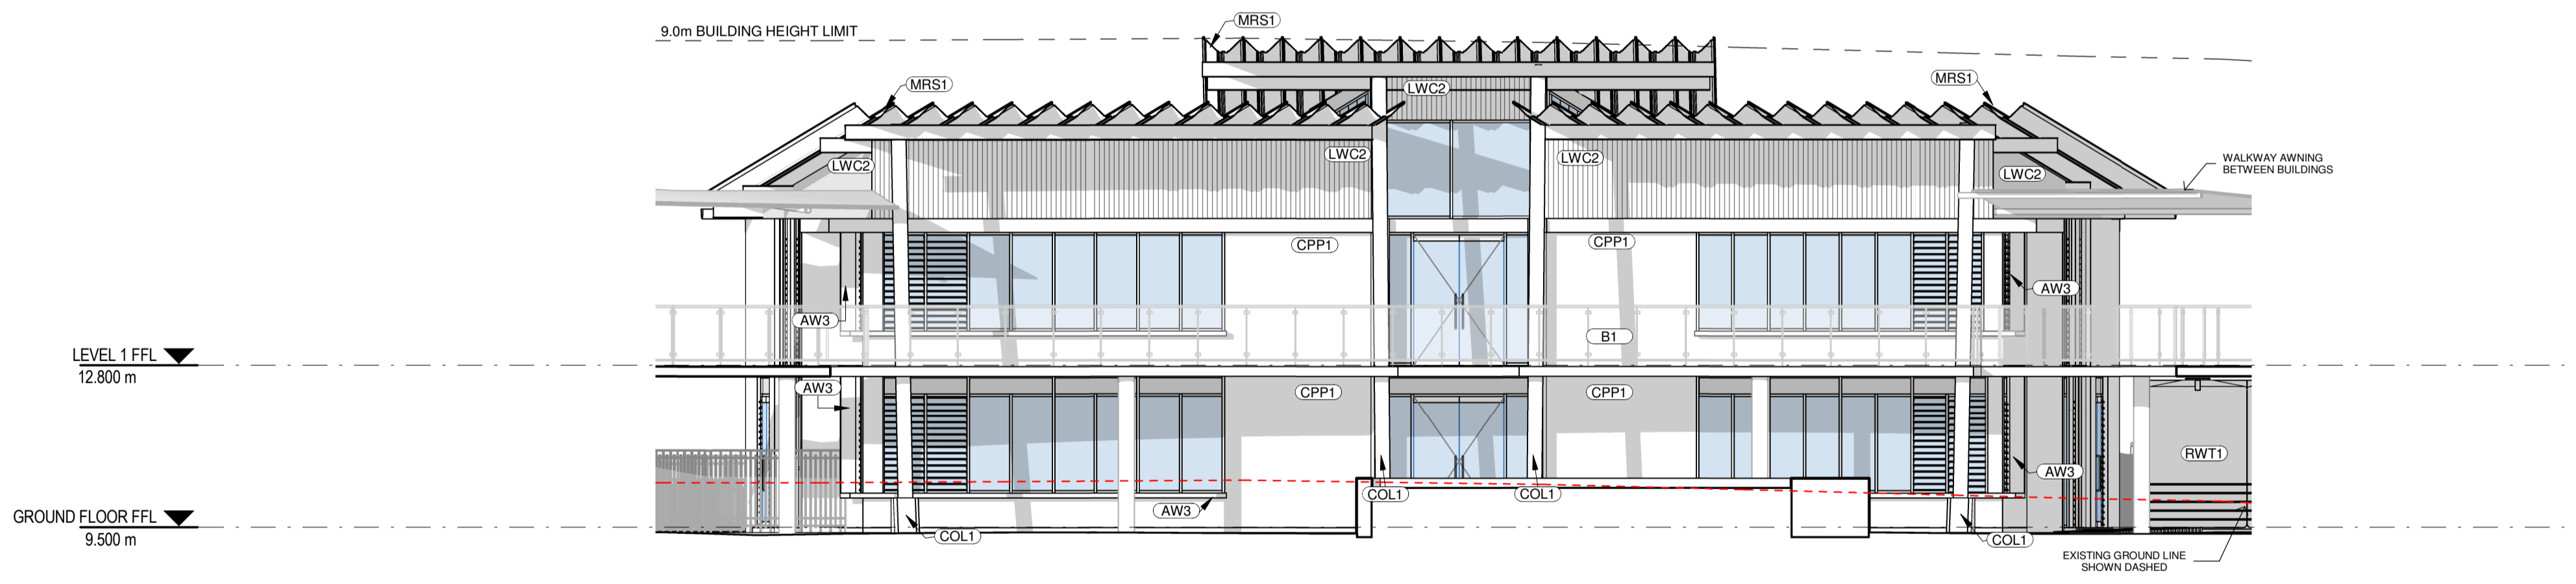 MRS1
9.0m BUILDING HEIGHT LIMIT
MRS1
MRS1
LWC2
LWC2
LWC2
LWC2
LWC2
WALKWAY AWNING
BETWEEN BUILDINGS
CPP1
CPP1
AW3
AW3
B1
LEVEL 1 FFL
12.800 m
AW3
CPP1
CPP1
RWT1
AW3
COL1
COL1
AW3
GROUND FLOOR FFL
9.500 m
COL1
COL1
EXISTING GROUND LINE
SHOWN DASHED